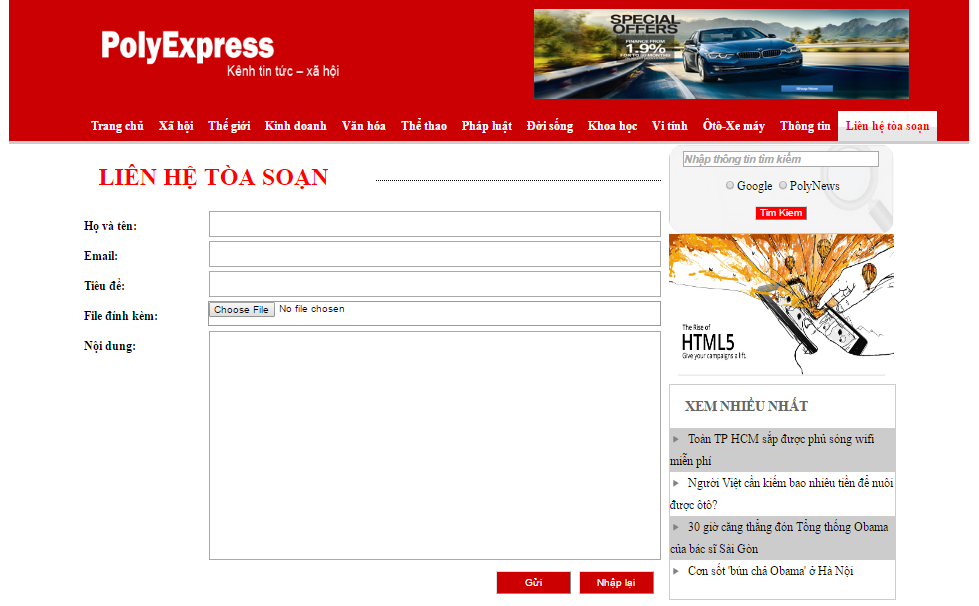 PolyExpress
Kênh tin tức – xã hội
SPECIAL
OFFERS
FINANCE FROM
1.9%
Trang chủ Xã hội Thế giới Kinh doanh Văn hóa Thể thao Pháp luật Đời sống Khoa học Vi tính Ôtô-Xe máy Thông tin Liên hệ tòa soạn
LIÊN HỆ TÒA SOẠN
Họ và tên:
Email:
Tiêu đề:
File đính kèm: Choose File No file chosen
Nội dung:
Gửi Nhập lại
Nhập thông tin tìm kiếm
Google PolyNews
Tìm Kiếm
The Rise of
HTML5
Give your campaigns a lift.
XEM NHIỀU NHẤT
Toàn TP HCM sắp được phủ sóng wifi
miễn phí
Người Việt cần kiếm bao nhiêu tiền để nuôi
được ôtô?
30 giờ căng thẳng đón Tổng thống Obama
của bác sĩ Sài Gòn
Cơn sốt 'bún chả Obama' ở Hà Nội